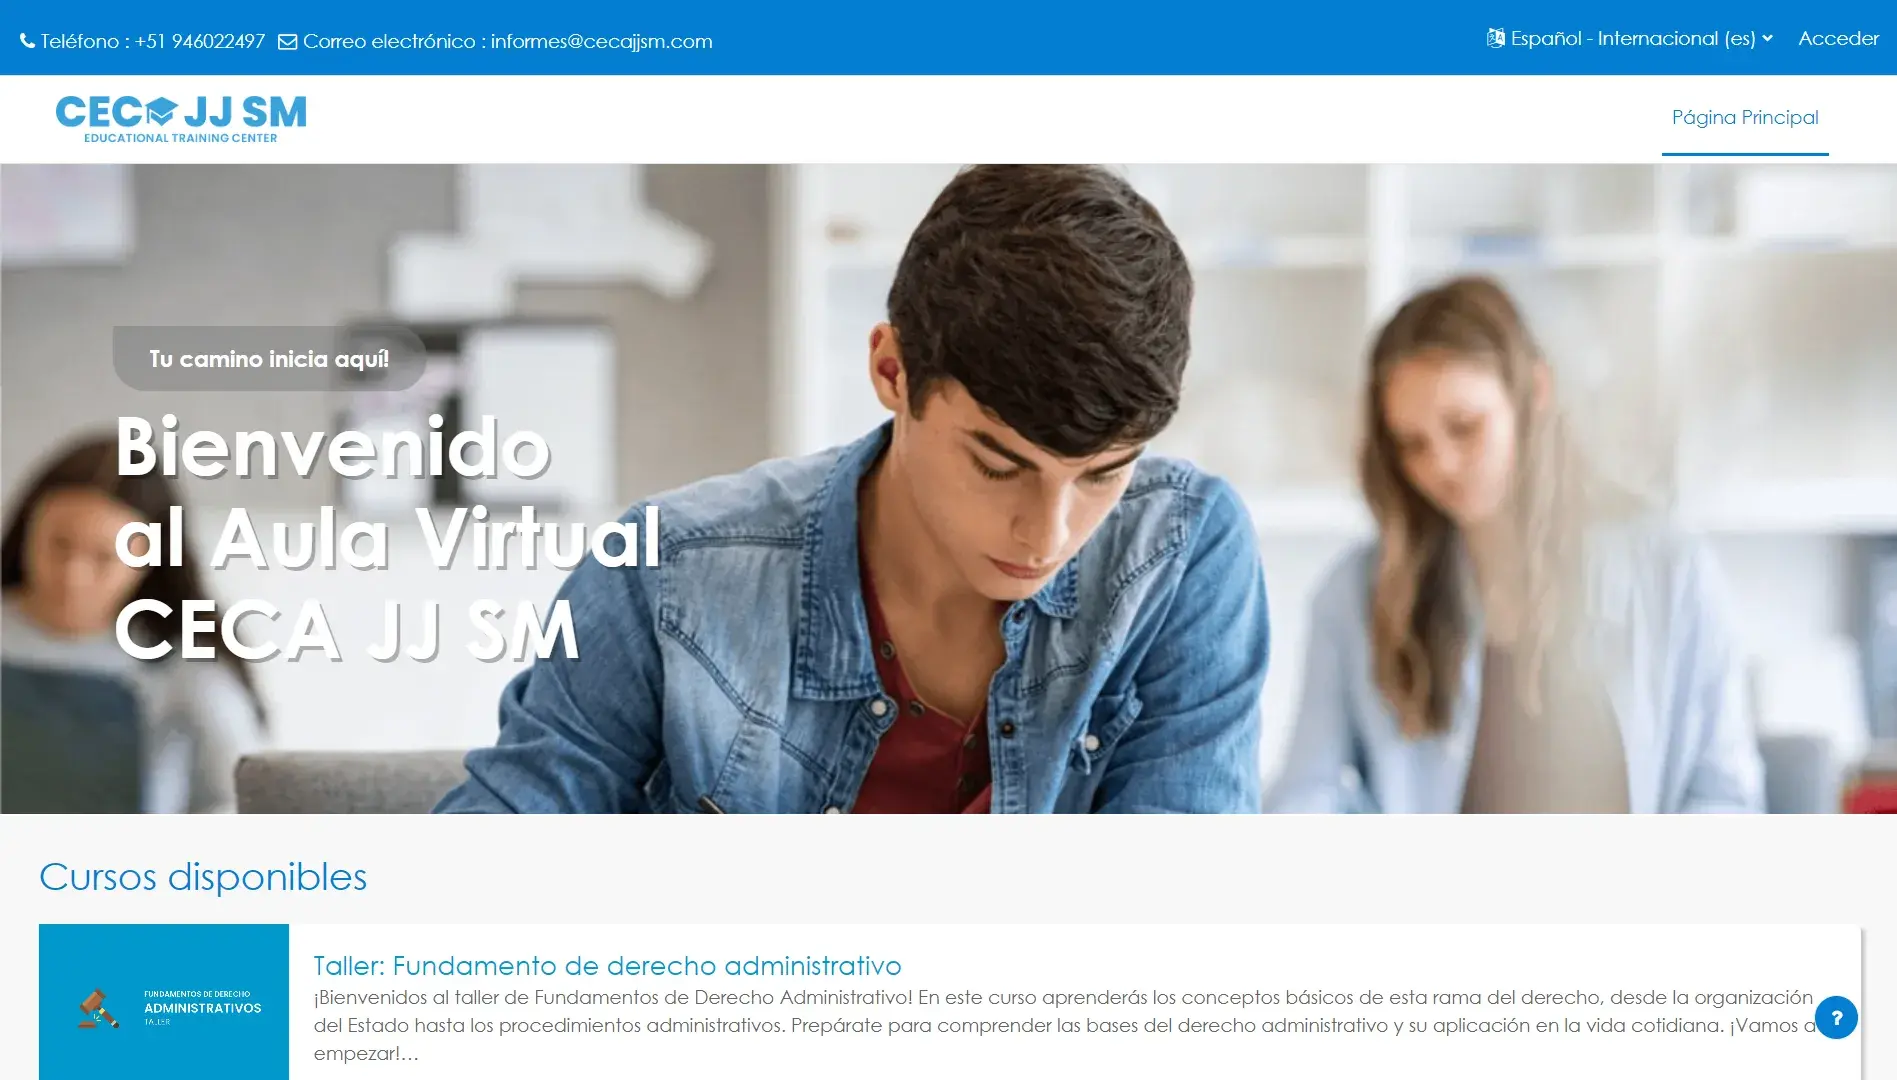 Teléfono : +51 946022497 Correo electrónico : informes@cecajjsm.com
Español - Internacional (es) Acceder
CECA JJ SM
EDUCATIONAL TRAINING CENTER
Página Principal
Tu camino inicia aquí!
Bienvenido
al Aula Virtual
CECA JJ SM
Cursos disponibles
FUNDAMENTOS DE DERECHO
ADMINISTRATIVOS
TALLER
Taller: Fundamento de derecho administrativo
¡Bienvenidos al taller de Fundamentos de Derecho Administrativo! En este curso aprenderás los conceptos básicos de esta rama del derecho, desde la organización
del Estado hasta los procedimientos administrativos. Prepárate para comprender las bases del derecho administrativo y su aplicación en la vida cotidiana. ¡Vamos a
empezar!...
?